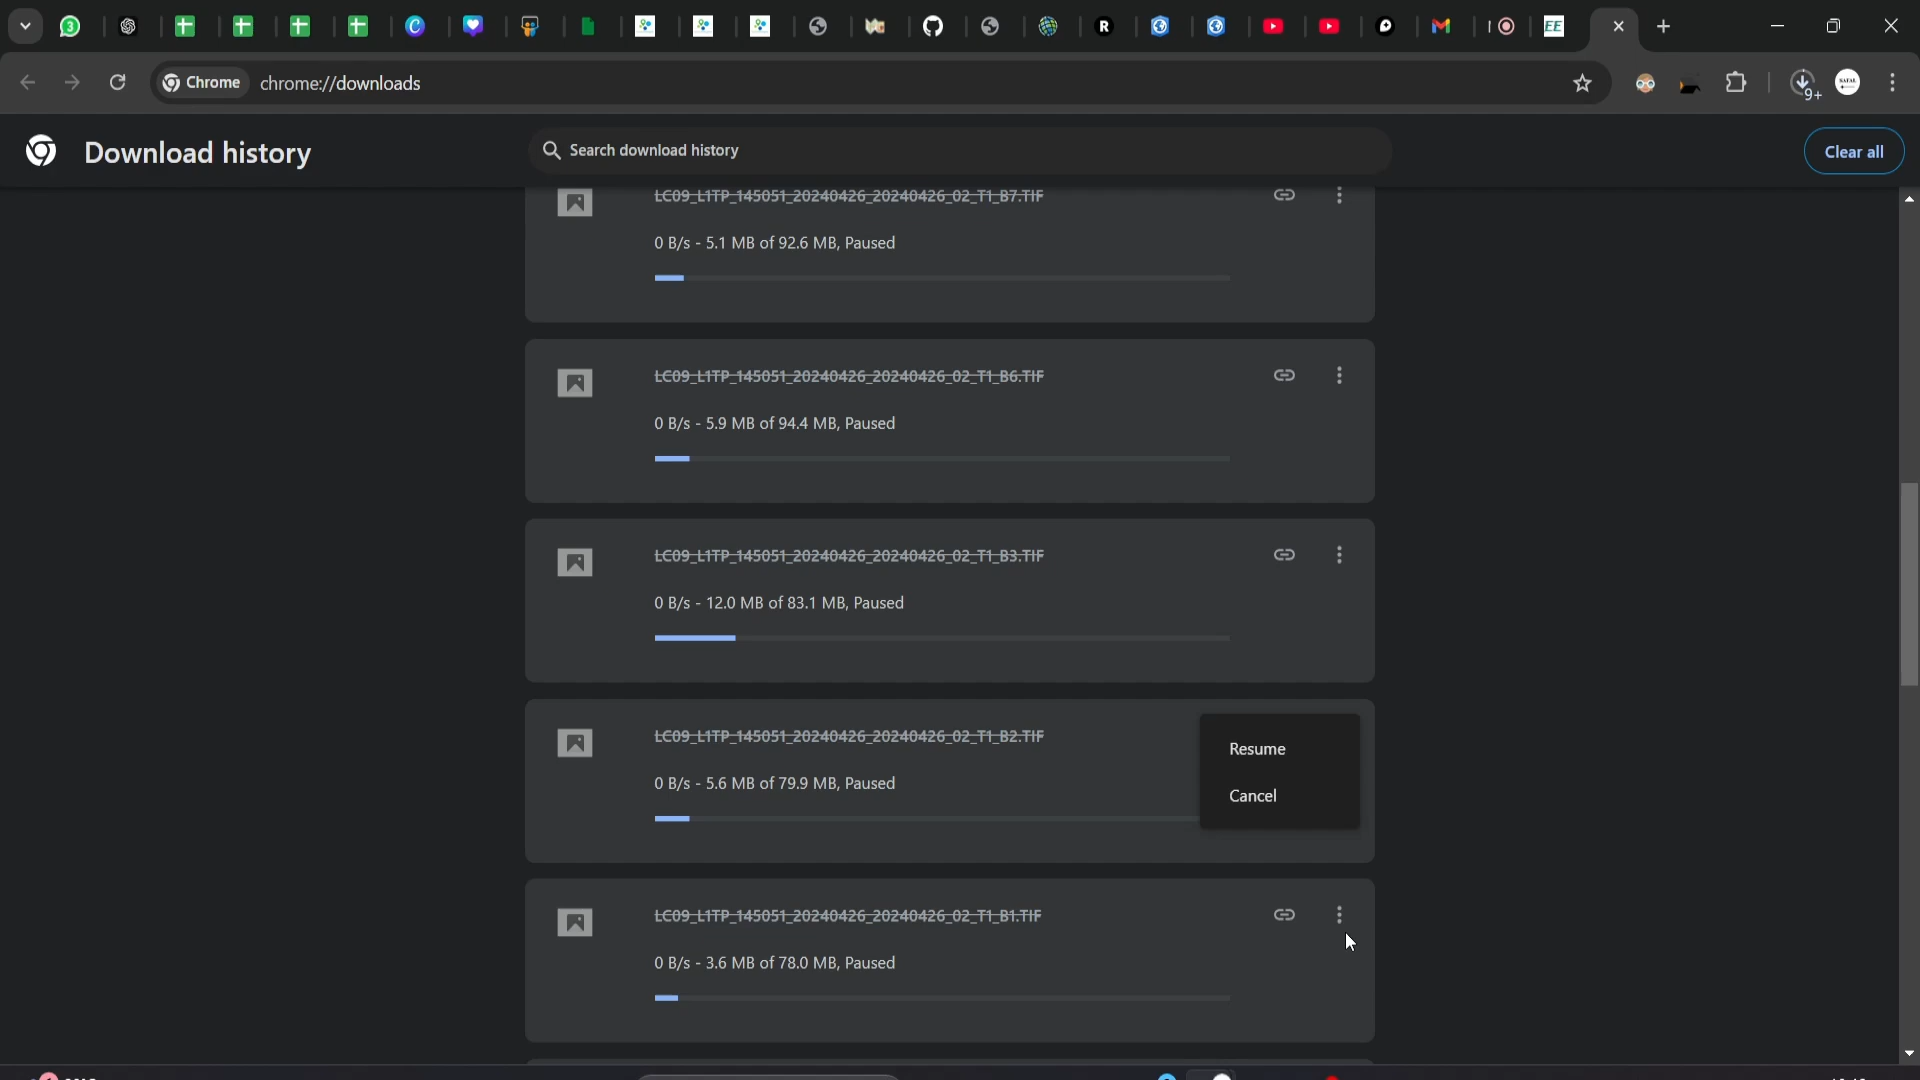 3
Chrome
chrome://downloads
9+
Download history
Search download history
Clear all
LC09_L1TP_145051_20240426_20240426_02_T1_B7.TIF
0 B/s - 5.1 MB of 92.6 MB, Paused
LC09_L1TP_145051_20240426_20240426_02_T1_B6.TIF
0 B/s - 5.9 MB of 94.4 MB, Paused
LC09_L1TP_145051_20240426_20240426_02_T1_B3.TIF
0 B/s - 12.0 MB of 83.1 MB, Paused
LC09_L1TP_145051_20240426_20240426_02_T1_B2.TIF
Resume
0 B/s - 5.6 MB of 79.9 MB, Paused
Cancel
LC09_L1TP_145051_20240426_20240426_02_T1_B1.TIF
0 B/s - 3.6 MB of 78.0 MB, Paused